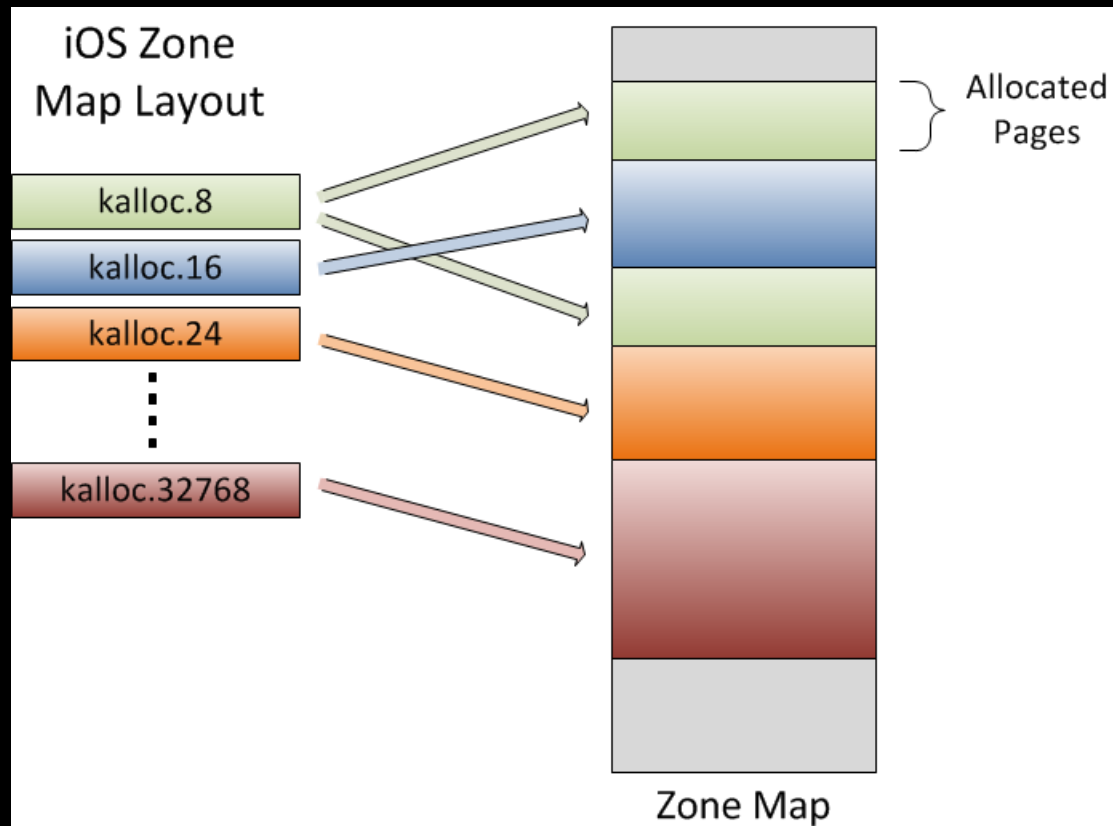 iOS Zone
Map Layout
kalloc.8
kalloc.16
kalloc.24
kalloc.32768
Allocated
Pages
Zone Map